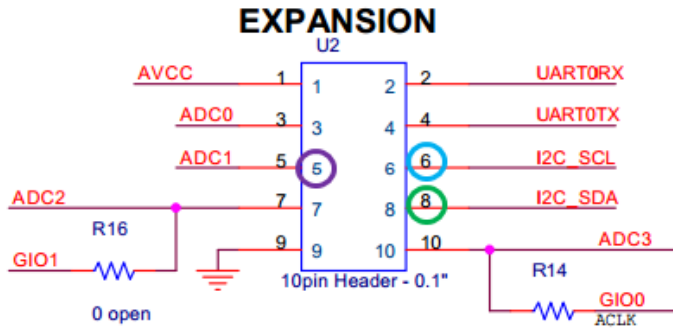 EXPANSION
U2
AVCC 1 1 2 2 UART0RX
ADC0 3 3 4 4 UART0TX
ADC1 5 5 6 6 I2C_SCL
ADC2 7 7 8 8 I2C_SDA
9 9 10 10 ADC3
R16
GIO1
0 open
10pin Header - 0.1"
R14
GIO0
ACLK